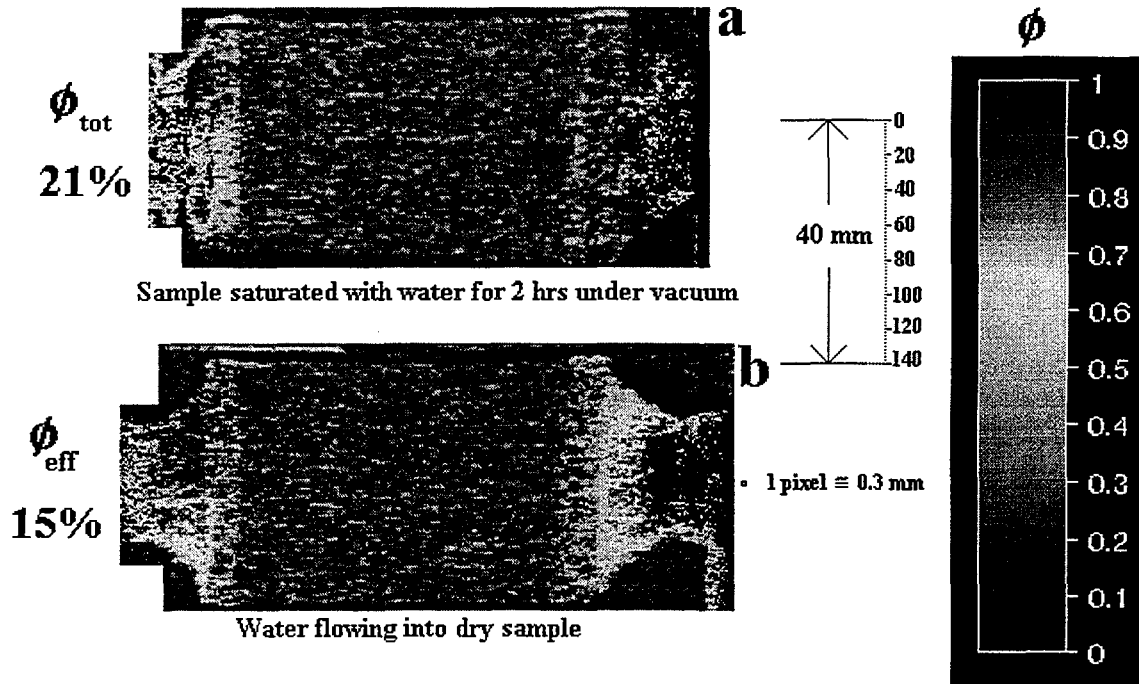 a
ϕtot
21%
Sample saturated with water for 2 hrs under vacuum
b
ϕeff
15%
Water flowing into dry sample
40 mm
0
20
40
60
80
100
120
140
1 pixel ≅ 0.3 mm
ϕ
1
0.9
0.8
0.7
0.6
0.5
0.4
0.3
0.2
0.1
0